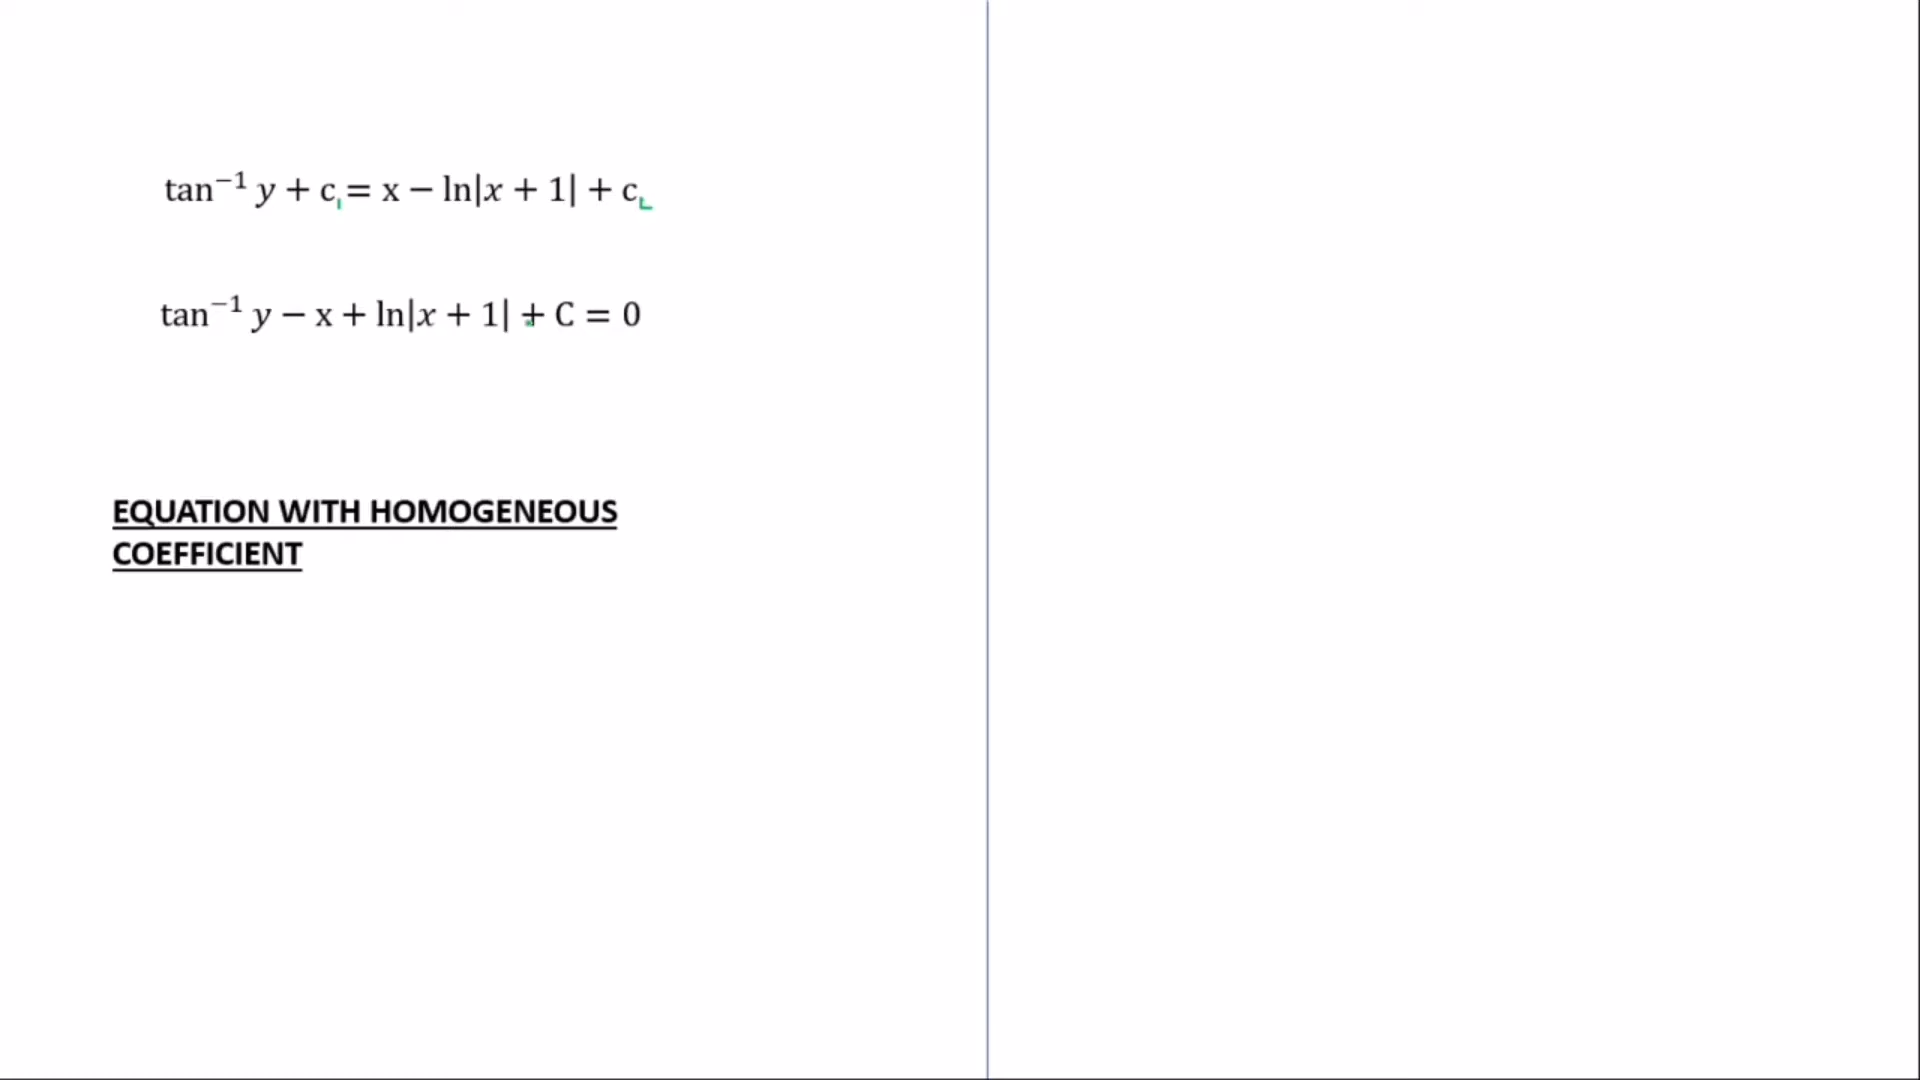 tan⁻¹ y + c₁ = x − ln|x + 1| + c₂
tan⁻¹ y − x + ln|x + 1| + C = 0
EQUATION WITH HOMOGENEOUS
COEFFICIENT